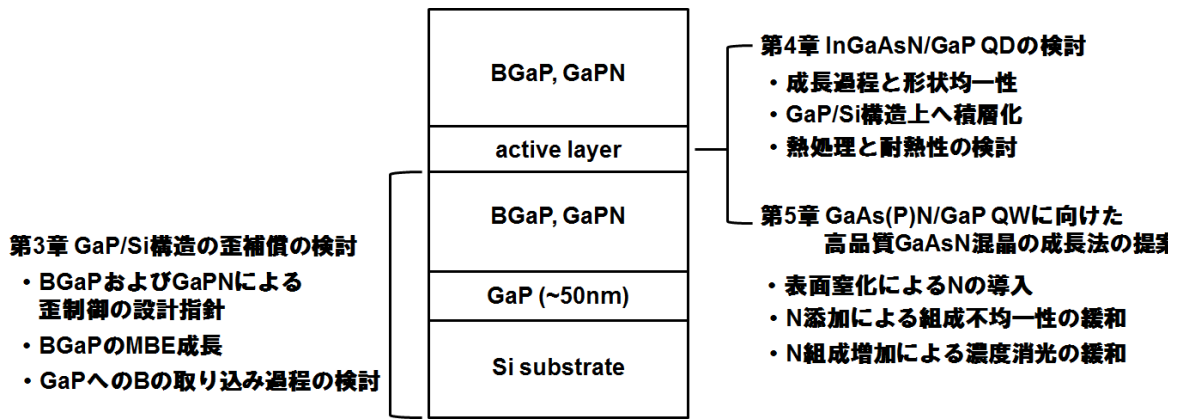 BGaP, GaPN
active layer
BGaP, GaPN
GaP (~50nm)
Si substrate
第3章 GaP/Si構造の歪補償の検討
・BGaPおよびGaPNによる
歪制御の設計指針
・BGaPのMBE成長
・GaPへのBの取り込み過程の検討
第4章 InGaAsN/GaP QDの検討
・成長過程と形状均一性
・GaP/Si構造上へ積層化
・熱処理と耐熱性の検討
第5章 GaAs(P)N/GaP QWに向けた
高品質GaAsN混晶の成長法の提案
・表面窒化によるNの導入
・N添加による組成不均一性の緩和
・N組成増加による濃度消光の緩和